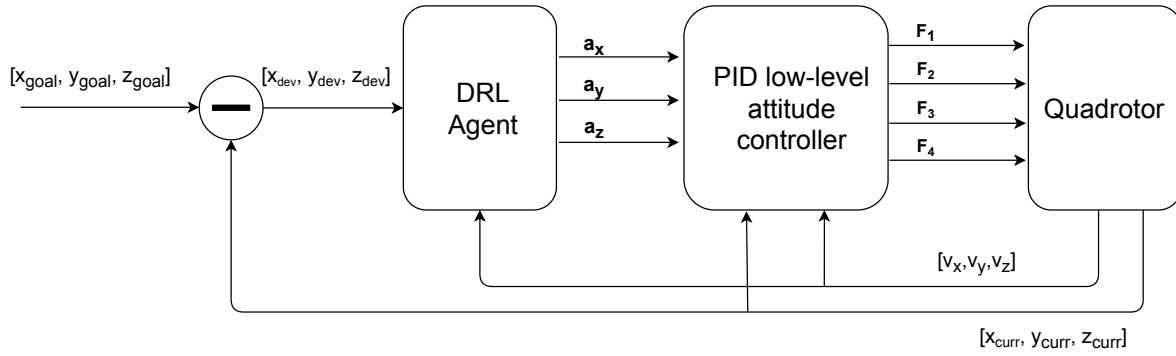 [x_goal, y_goal, z_goal]
[x_dev, y_dev, z_dev]
DRL
Agent
a_x
a_y
a_z
PID low-level
attitude
controller
F_1
F_2
F_3
F_4
Quadrotor
[v_x,v_y,v_z]
[x_curr, y_curr, z_curr]